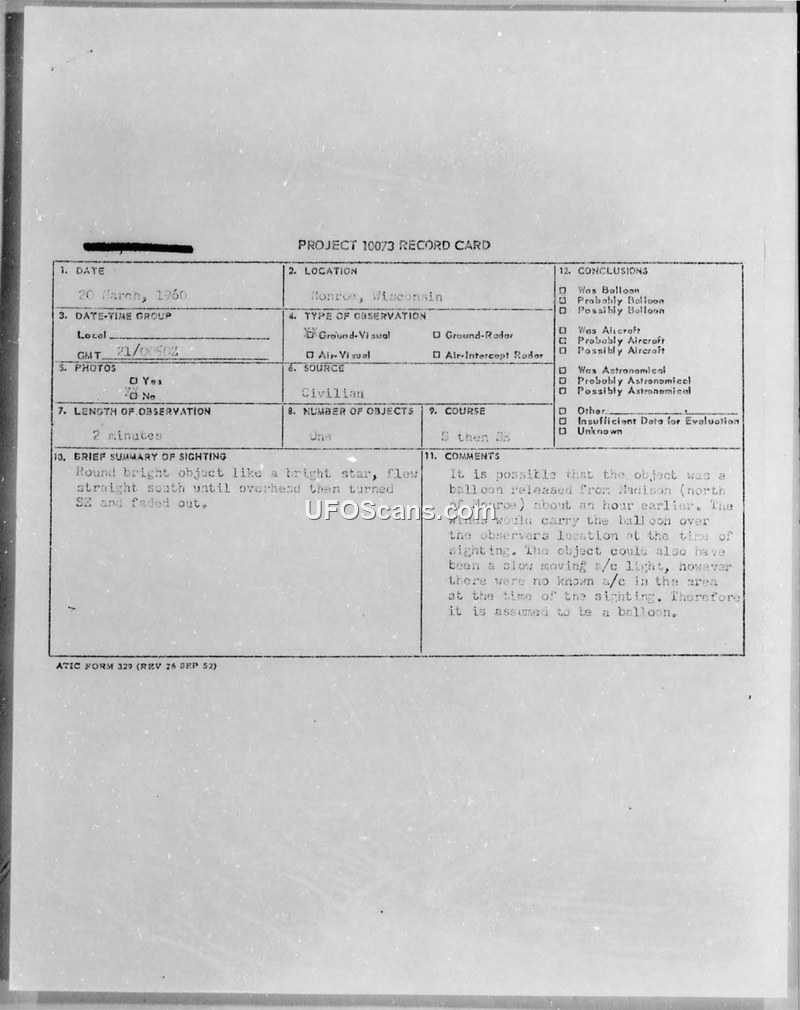 PROJECT 10073 RECORD CARD
1. DATE
20 March, 1960
2. LOCATION
Monroe, Wisconsin
12. CONCLUSIONS
Was Balloon
Probably Balloon
Possibly Balloon
Was Aircraft
Probably Aircraft
Possibly Aircraft
Was Astronomical
Probably Astronomical
Possibly Astronomical
Other
Insufficient Data for Evaluation
Unknown
3. DATE-TIME GROUP
Local
GMT 21/
4. TYPE OF OBSERVATION
Ground-Visual
Ground-Radar
Air-Visual
Air-Intercept Radar
5. PHOTOS
Yes
No
6. SOURCE
Civilian
7. LENGTH OF OBSERVATION
2 minutes
8. NUMBER OF OBJECTS
One
9. COURSE
S then SE
10. BRIEF SUMMARY OF SIGHTING
Round bright object like a bright star, flew
straight south until overhead then turned
SE and faded out.
11. COMMENTS
It is possible that the object was a
balloon released from Madison (north
of Monroe) about an hour earlier. The
winds would carry the balloon over
the observers location at the time of
sighting. The object could also have
been a slow moving a/c light, however
there were no known a/c in the area
at the time of the sighting. Therefore
it is assumed to be a balloon.
UFOScans.com
ATIC FORM 329 (REV 26 SEP 52)